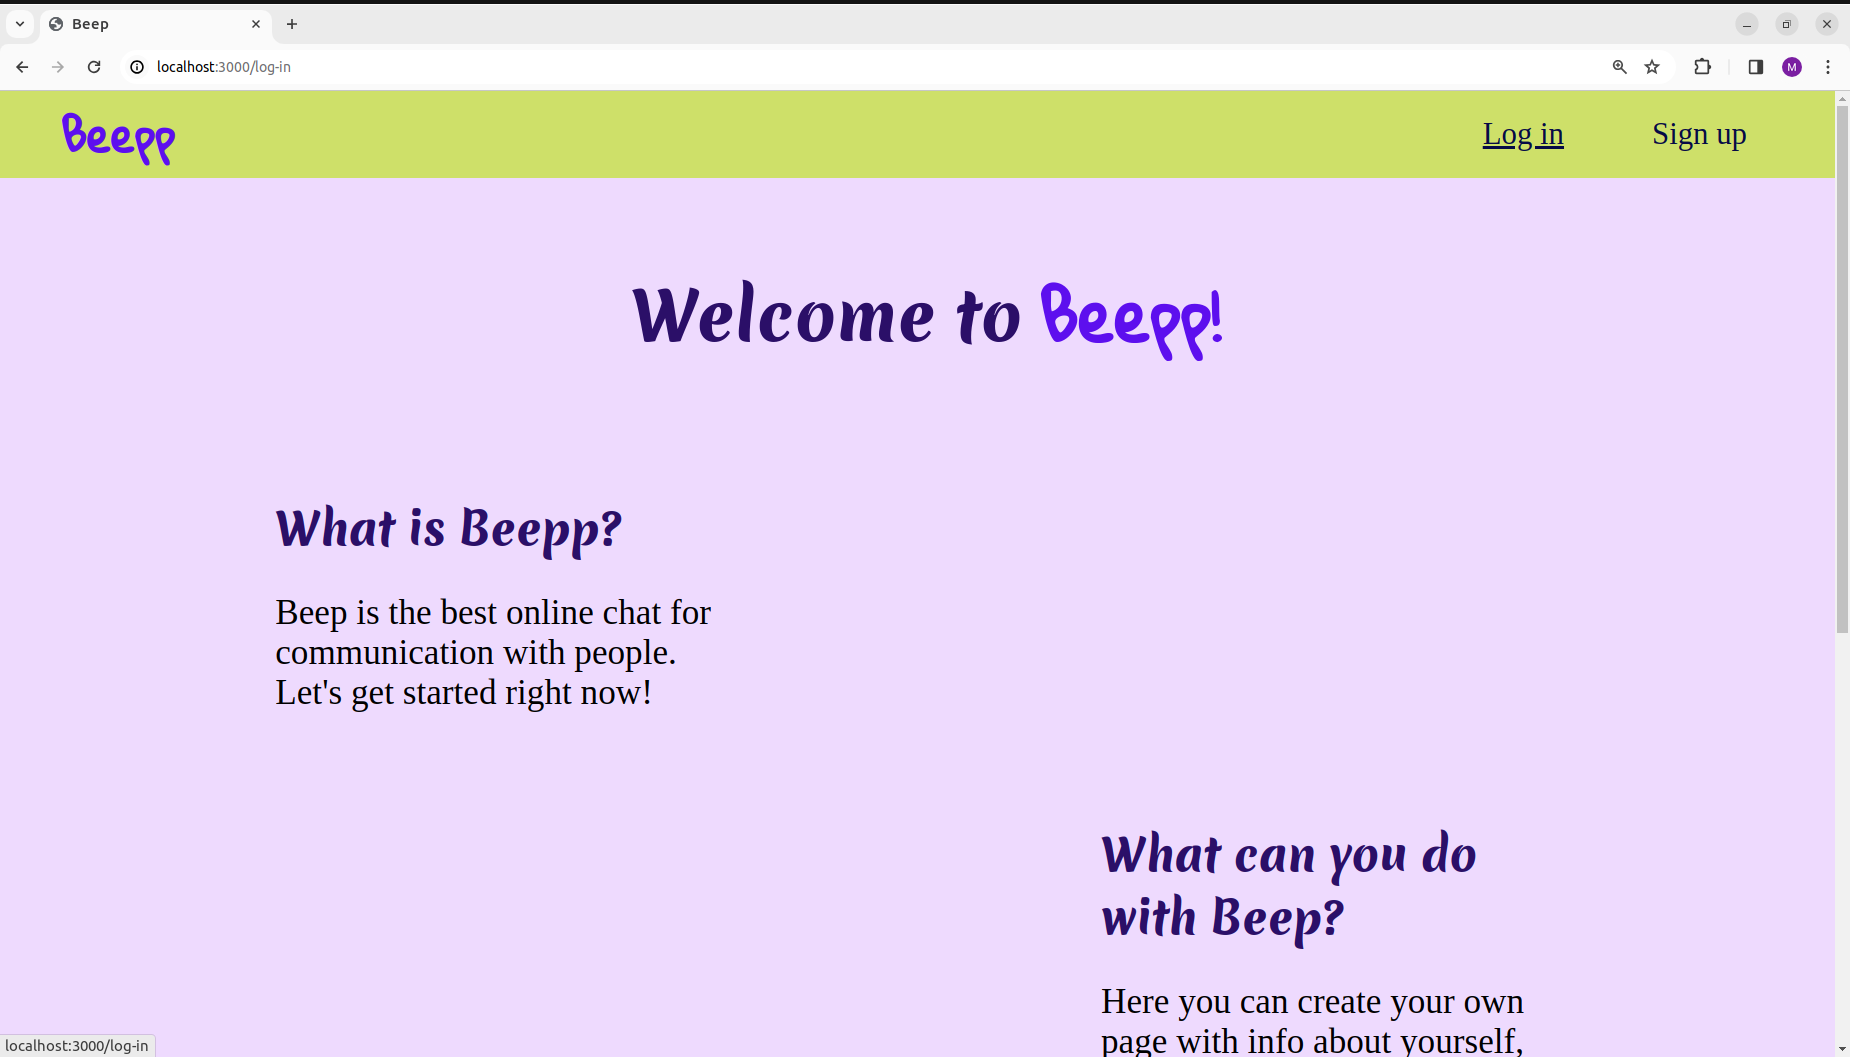 Beep
localhost:3000/log-in
M
Beepp
Log in
Sign up
Welcome to Beepp!
What is Beepp?
Beep is the best online chat for
communication with people.
Let's get started right now!
What can you do
with Beep?
Here you can create your own
page with info about yourself,
localhost:3000/log-in